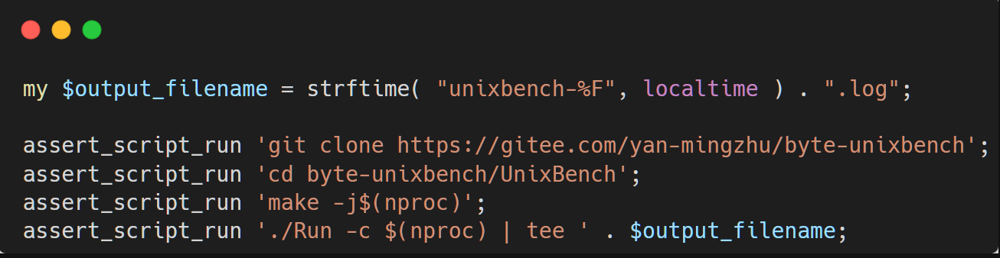 my $output_filename = strftime( "unixbench-%F", localtime ) . ".log";
assert_script_run 'git clone https://gitee.com/yan-mingzhu/byte-unixbench';
assert_script_run 'cd byte-unixbench/UnixBench';
assert_script_run 'make -j$(nproc)';
assert_script_run './Run -c $(nproc) | tee ' . $output_filename;